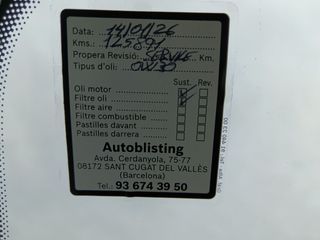 Data: 14/01/26
Kms.: 12589
Propera Revisió: SERVICE Km.
Tipus d'oli: 0W30
Sust. Rev.
Oli motor
Filtre oli
Filtre aire
Filtre combustible
Pastilles davant
Pastilles darrera
Autoblisting
Avda. Cerdanyola, 75-77
08172 SANT CUGAT DEL VALLÈS
(Barcelona)
Tel.: 93 674 39 50